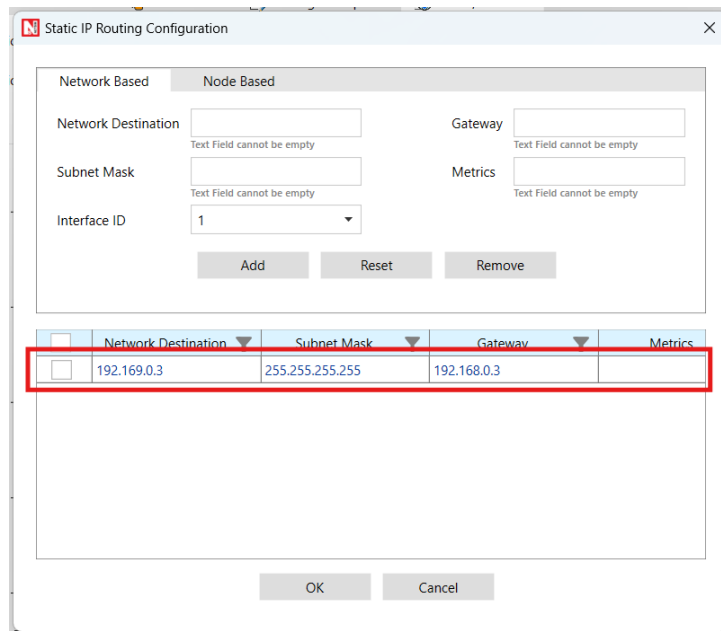 Static IP Routing Configuration
Network Based Node Based
Network Destination Gateway
Text Field cannot be empty Text Field cannot be empty
Subnet Mask Metrics
Text Field cannot be empty Text Field cannot be empty
Interface ID 1
Add Reset Remove
Network Destination Subnet Mask Gateway Metrics
192.169.0.3 255.255.255.255 192.168.0.3
OK Cancel